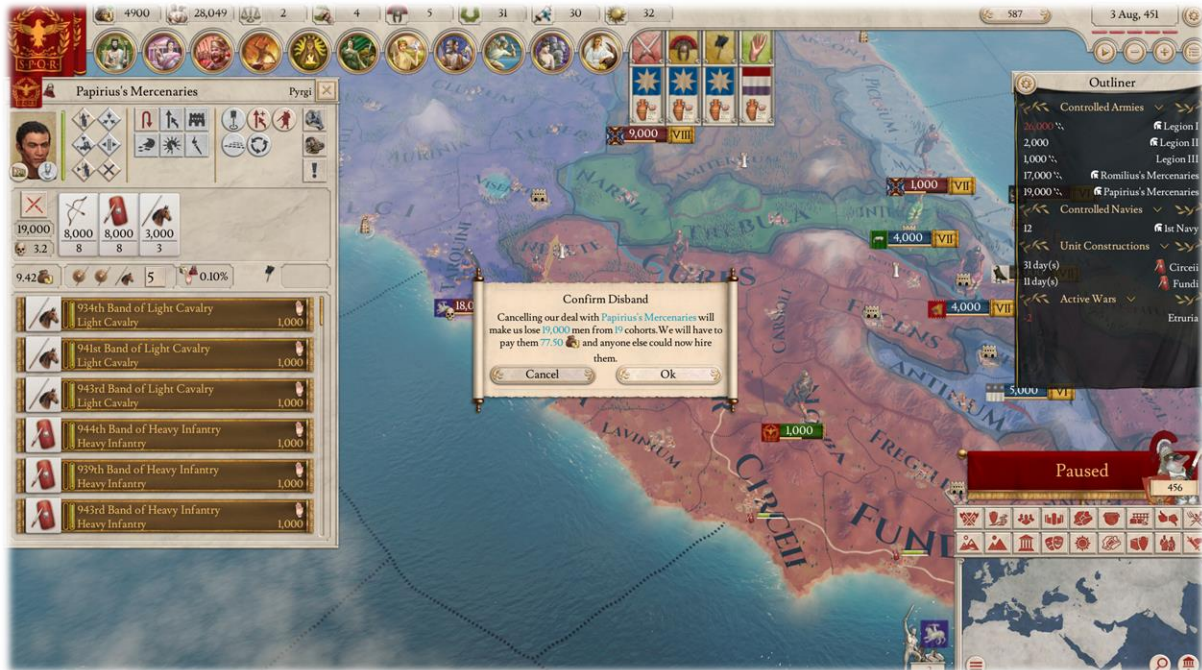 4900
28,049
2
4
5
31
30
32
587
3 Aug, 451
SPQR
Papirius's Mercenaries
Pyrgi
19,000
3.2
8,000
8
8,000
8
3,000
3
9.42
5
0.10%
934th Band of Light Cavalry
Light Cavalry
1,000
941st Band of Light Cavalry
Light Cavalry
1,000
943rd Band of Light Cavalry
Light Cavalry
1,000
944th Band of Heavy Infantry
Heavy Infantry
1,000
939th Band of Heavy Infantry
Heavy Infantry
1,000
943rd Band of Heavy Infantry
Heavy Infantry
1,000
9,000 VIII
1,000 VII
4,000 VII
4,000 VII
5,000 VI
1,000
NARNIA
TREBULA
CURES
TARQUINII
LAVINIUM
ANTINUM
CIRCEII
FREGELL
FUND
Confirm Disband
Cancelling our deal with Papirius's Mercenaries will
make us lose 19,000 men from 19 cohorts. We will have to
pay them 77.50 and anyone else could now hire
them.
Cancel
Ok
Outliner
Controlled Armies
26,000 Legion I
2,000 Legion II
1,000 Legion III
17,000 Romilius's Mercenaries
19,000 Papirius's Mercenaries
Controlled Navies
12 1st Navy
Unit Constructions
31 day(s) Circeii
11 day(s) Fundi
Active Wars
-2 Etruria
Paused
456